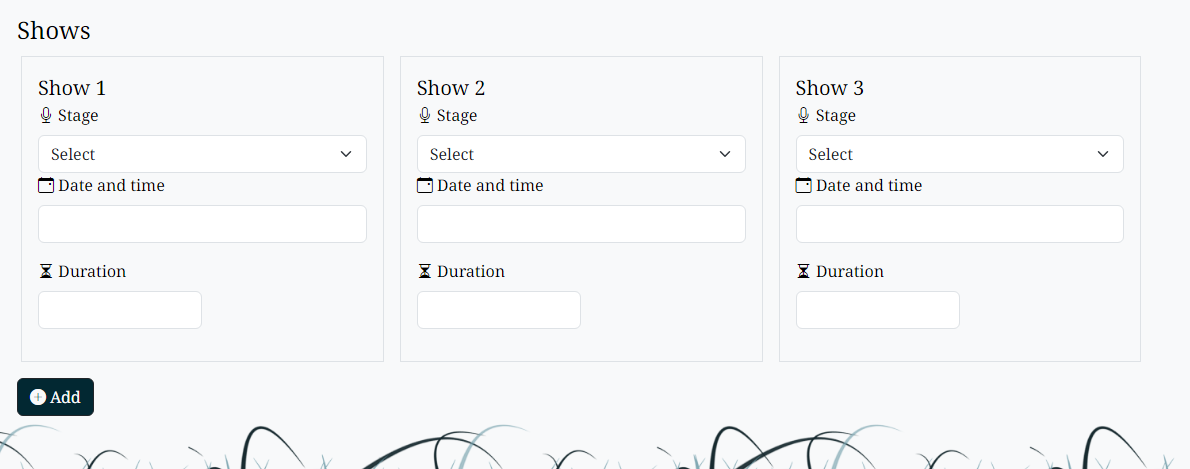 Shows
Show 1
Stage
Select
Date and time
Duration
Show 2
Stage
Select
Date and time
Duration
Show 3
Stage
Select
Date and time
Duration
Add